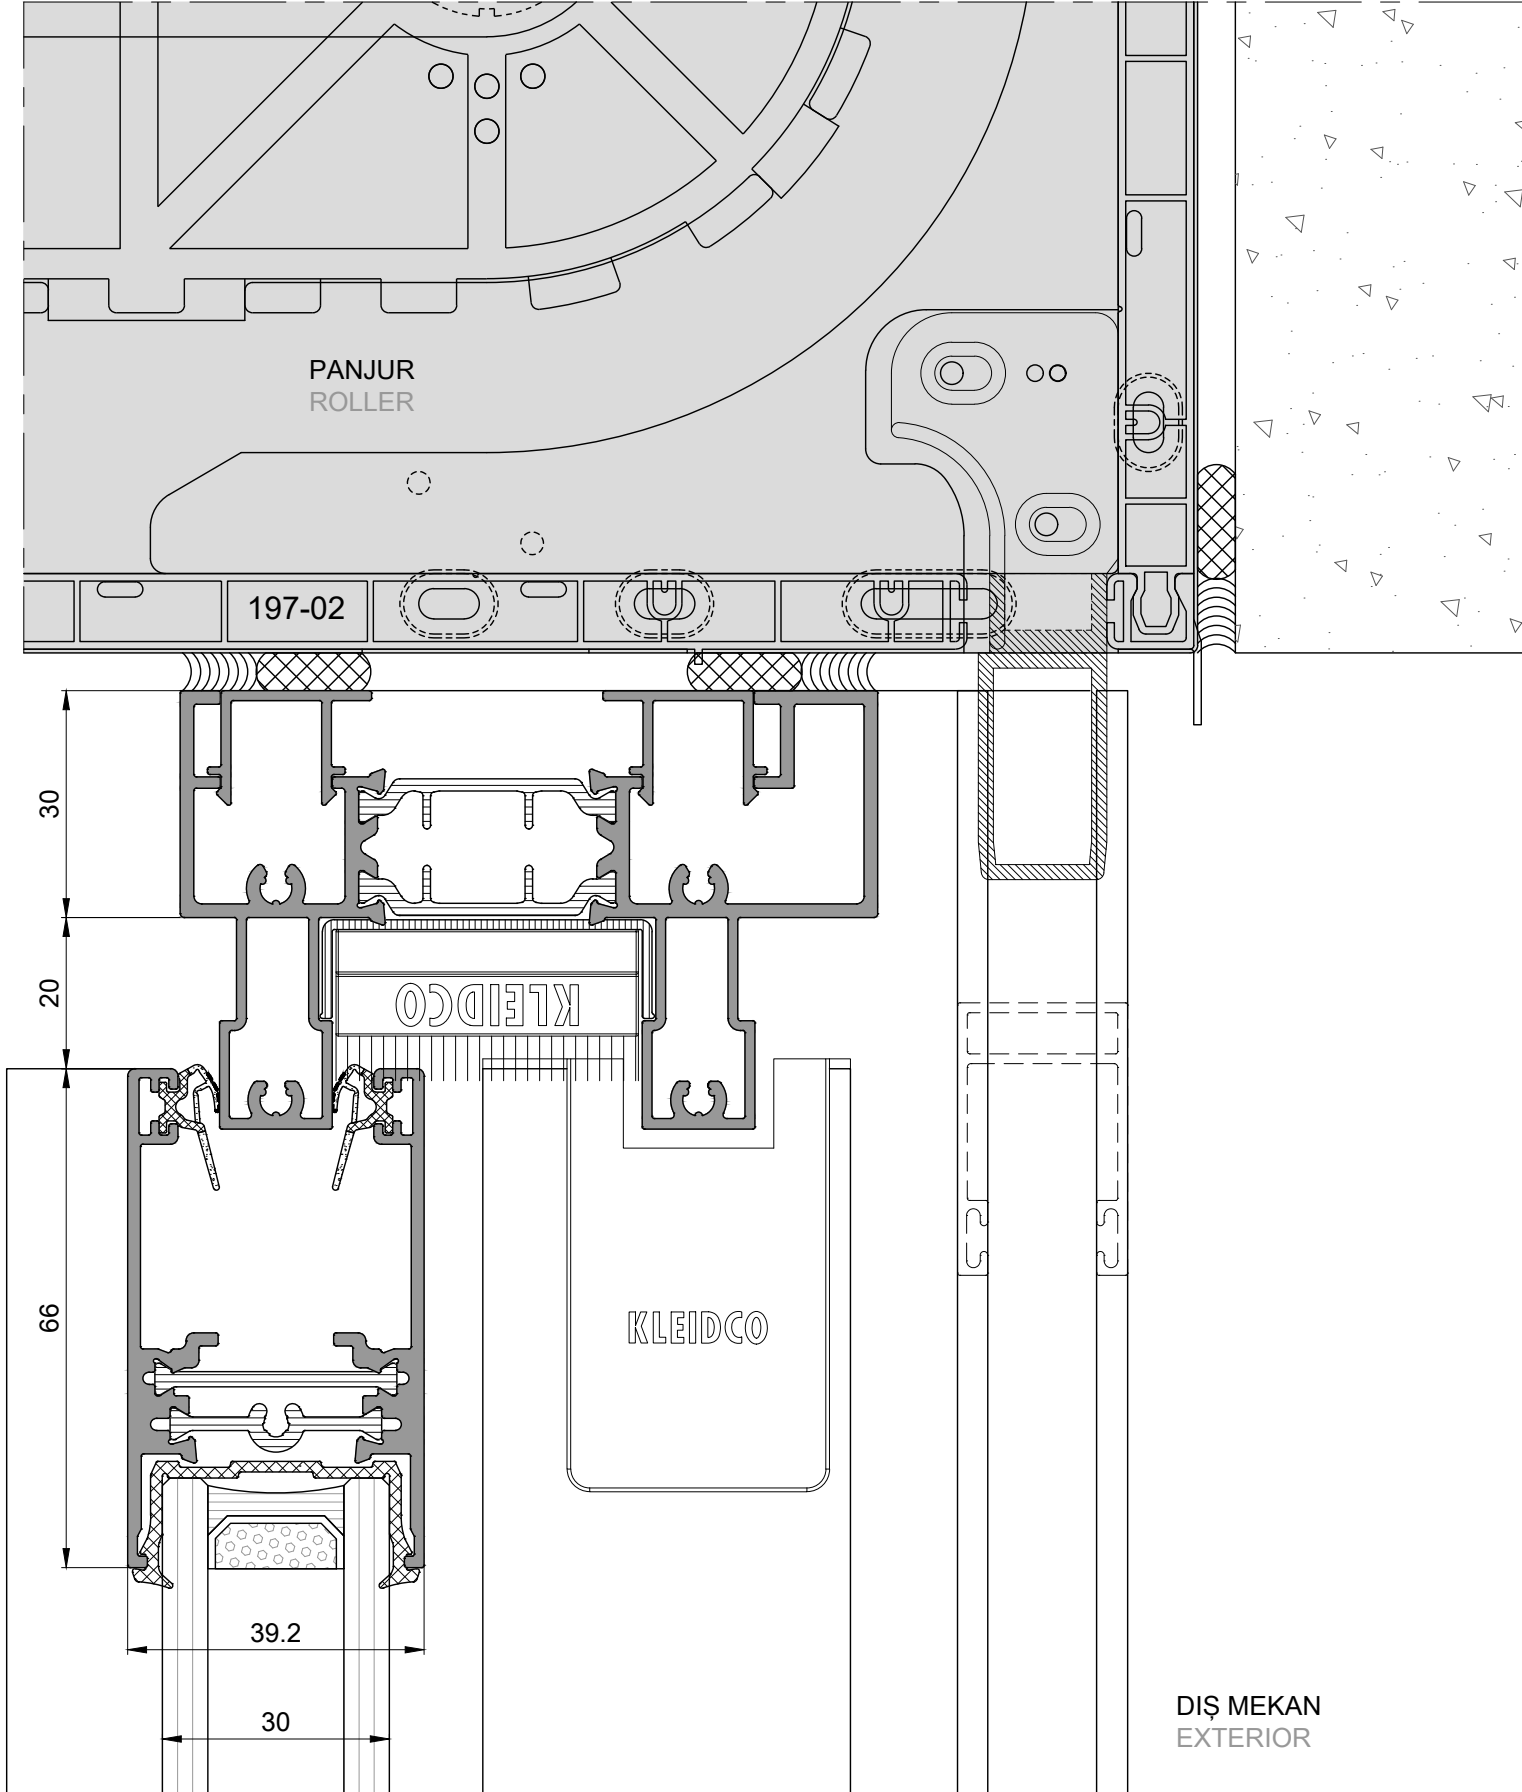 PANJUR
ROLLER
197-02
30
20
KLEIDCO
66
KLEIDCO
39.2
30
DIŞ MEKAN
EXTERIOR